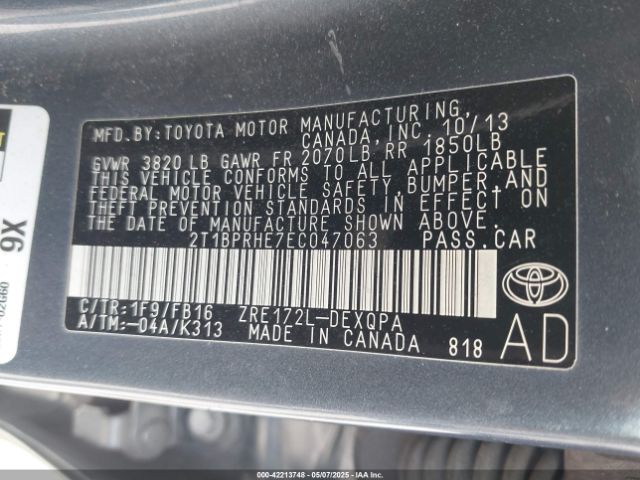 MFD. BY: TOYOTA MOTOR MANUFACTURING,
CANADA, INC. 10/13
GVWR 3820 LB GAWR FR 2070LB RR 1850LB
THIS VEHICLE CONFORMS TO ALL APPLICABLE
FEDERAL MOTOR VEHICLE SAFETY, BUMPER, AND
THEFT PREVENTION STANDARDS IN EFFECT ON
THE DATE OF MANUFACTURE SHOWN ABOVE.
2T1BPRHE7EC047063 PASS. CAR
C/TR: 1F9/FB16 ZRE172L-DEXQPA
A/TM: -04A/K313 MADE IN CANADA 818
AD
9X
-02G60
000-42213748 - 05/07/2025 - IAA